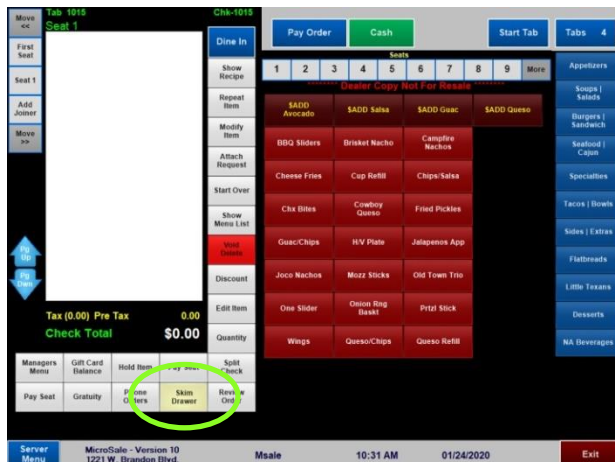 Move
<<
First
Seat
Seat 1
Add
Joiner
Move
>>
Pg
Up
Pg
Dwn
Tab 1015
Chk-1015
Seat 1
Tax (0.00) Pre Tax 0.00
Check Total $0.00
Dine In
Show
Recipe
Repeat
Item
Modify
Item
Attach
Request
Start Over
Show
Menu List
Void
Delete
Discount
Edit Item
Quantity
Managers
Menu
Gift Card
Balance
Hold Item
Pay Seat
Split
Check
Pay Seat
Gratuity
Phone
Orders
Skim
Drawer
Review
Order
Pay Order
Cash
Start Tab
Tabs 4
Seats
1 2 3 4 5 6 7 8 9 More
******** Dealer Copy Not For Resale ********
$ADD
Avocado
$ADD Salsa
$ADD Guac
$ADD Queso
BBQ Sliders
Brisket Nacho
Campfire
Nachos
Cheese Fries
Cup Refill
Chips/Salsa
Chx Bites
Cowboy
Queso
Fried Pickles
Guac/Chips
H/V Plate
Jalapenos App
Joco Nachos
Mozz Sticks
Old Town Trio
One Slider
Onion Rng
Baskt
Prtzl Stick
Wings
Queso/Chips
Queso Refill
Appetizers
Soups |
Salads
Burgers |
Sandwich
Seafood |
Cajun
Specialties
Tacos | Bowls
Sides | Extras
Flatbreads
Little Texans
Desserts
NA Beverages
Server
Menu
MicroSale - Version 10
1221 W. Brandon Blvd.
Msale
10:31 AM
01/24/2020
Exit